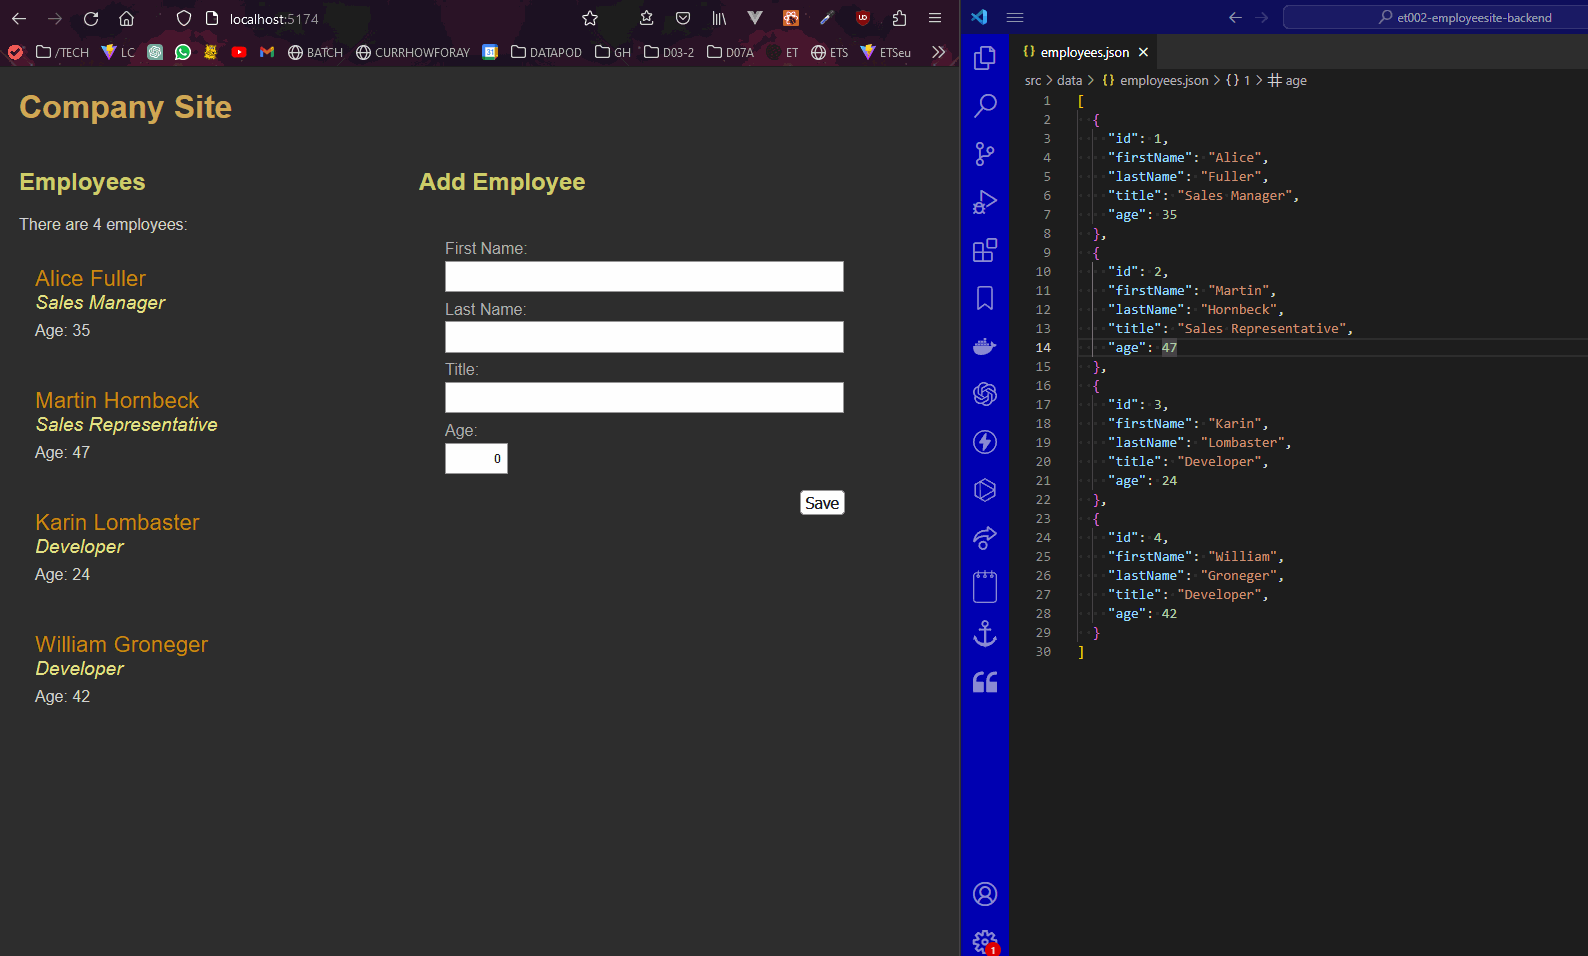 localhost:5174
/TECH LC BATCH CURRHOWFORAY 31 DATAPOD GH D03-2 D07A ET ETS ETSeu
Company Site
Employees
There are 4 employees:
Alice Fuller
Sales Manager
Age: 35
Martin Hornbeck
Sales Representative
Age: 47
Karin Lombaster
Developer
Age: 24
William Groneger
Developer
Age: 42
Add Employee
First Name:
Last Name:
Title:
Age:
0
Save
et002-employeesite-backend
{} employees.json
src > data > {} employees.json > {} 1 > age
1 [
2 {
3 "id": 1,
4 "firstName": "Alice",
5 "lastName": "Fuller",
6 "title": "Sales Manager",
7 "age": 35
8 },
9 {
10 "id": 2,
11 "firstName": "Martin",
12 "lastName": "Hornbeck",
13 "title": "Sales Representative",
14 "age": 47
15 },
16 {
17 "id": 3,
18 "firstName": "Karin",
19 "lastName": "Lombaster",
20 "title": "Developer",
21 "age": 24
22 },
23 {
24 "id": 4,
25 "firstName": "William",
26 "lastName": "Groneger",
27 "title": "Developer",
28 "age": 42
29 }
30 ]
1